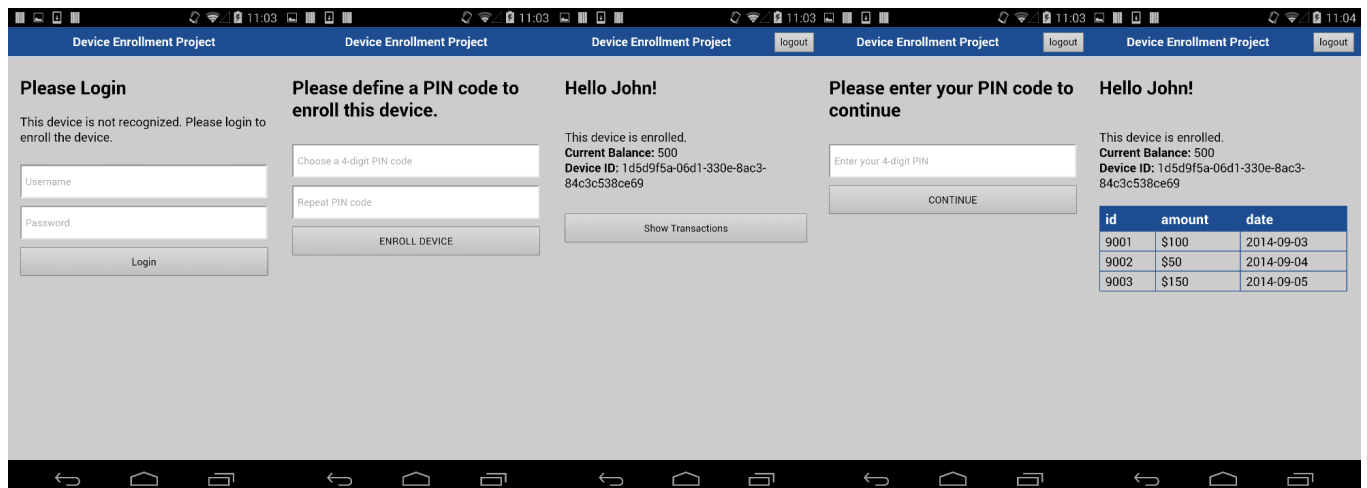 11:03
Device Enrollment Project
Please Login
This device is not recognized. Please login to
enroll the device.
Username
Password
Login
11:03
Device Enrollment Project
Please define a PIN code to
enroll this device.
Choose a 4-digit PIN code
Repeat PIN code
ENROLL DEVICE
11:03
Device Enrollment Project
logout
Hello John!
This device is enrolled.
Current Balance: 500
Device ID: 1d5d9f5a-06d1-330e-8ac3-
84c3c538ce69
Show Transactions
11:03
Device Enrollment Project
logout
Please enter your PIN code to
continue
Enter your 4-digit PIN
CONTINUE
11:04
Device Enrollment Project
logout
Hello John!
This device is enrolled.
Current Balance: 500
Device ID: 1d5d9f5a-06d1-330e-8ac3-
84c3c538ce69
id amount date
9001 $100 2014-09-03
9002 $50 2014-09-04
9003 $150 2014-09-05